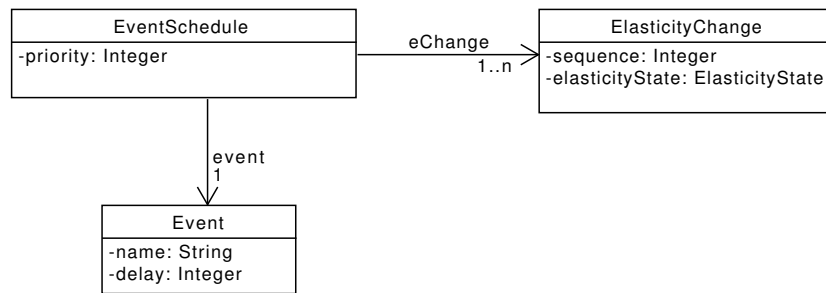 EventSchedule
-priority: Integer
eChange
1..n
ElasticityChange
-sequence: Integer
-elasticityState: ElasticityState
event
1
Event
-name: String
-delay: Integer